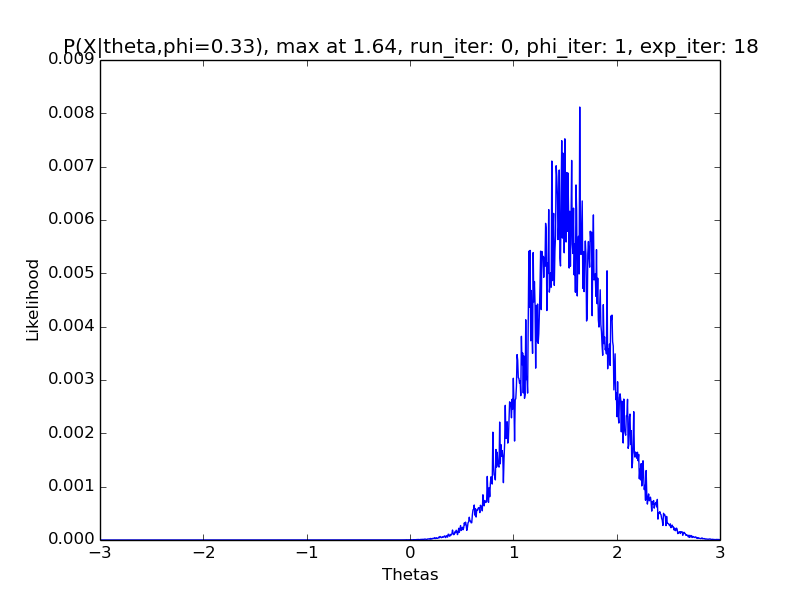 P(X|theta,phi=0.33), max at 1.64, run_iter: 0, phi_iter: 1, exp_iter: 18
0.009
0.008
0.007
0.006
0.005
0.004
0.003
0.002
0.001
0.000
Likelihood
−3 −2 −1 0 1 2 3
Thetas